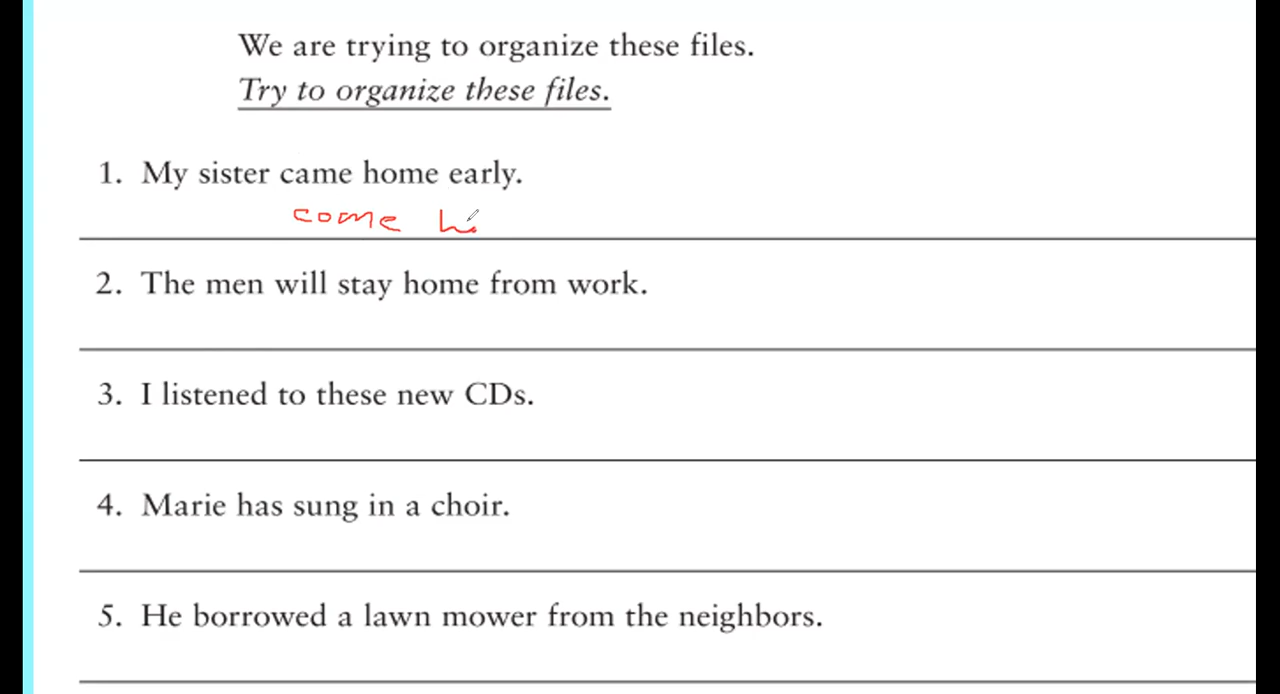 We are trying to organize these files.
Try to organize these files.
1. My sister came home early.
come
2. The men will stay home from work.
3. I listened to these new CDs.
4. Marie has sung in a choir.
5. He borrowed a lawn mower from the neighbors.